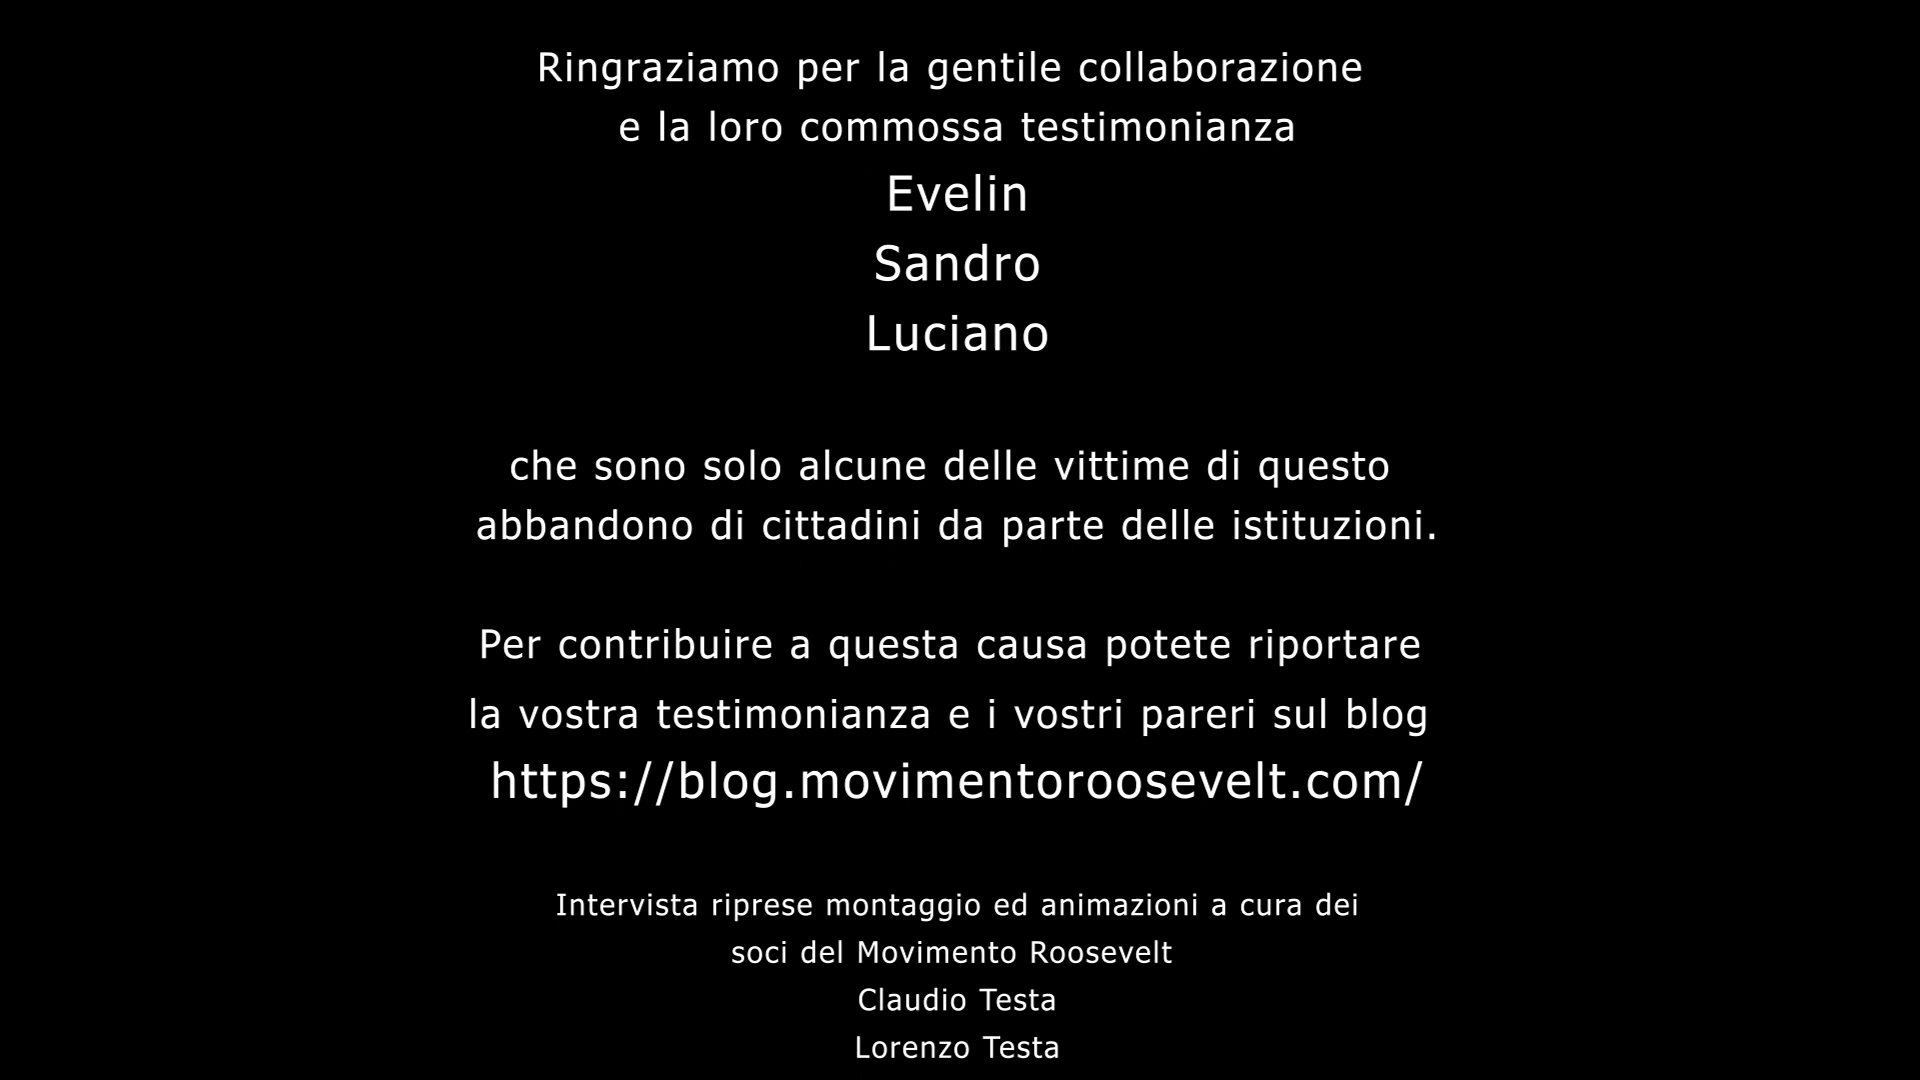 Ringraziamo per la gentile collaborazione
e la loro commossa testimonianza
Evelin
Sandro
Luciano
che sono solo alcune delle vittime di questo
abbandono di cittadini da parte delle istituzioni.
Per contribuire a questa causa potete riportare
la vostra testimonianza e i vostri pareri sul blog
https://blog.movimentoroosevelt.com/
Intervista riprese montaggio ed animazioni a cura dei
soci del Movimento Roosevelt
Claudio Testa
Lorenzo Testa